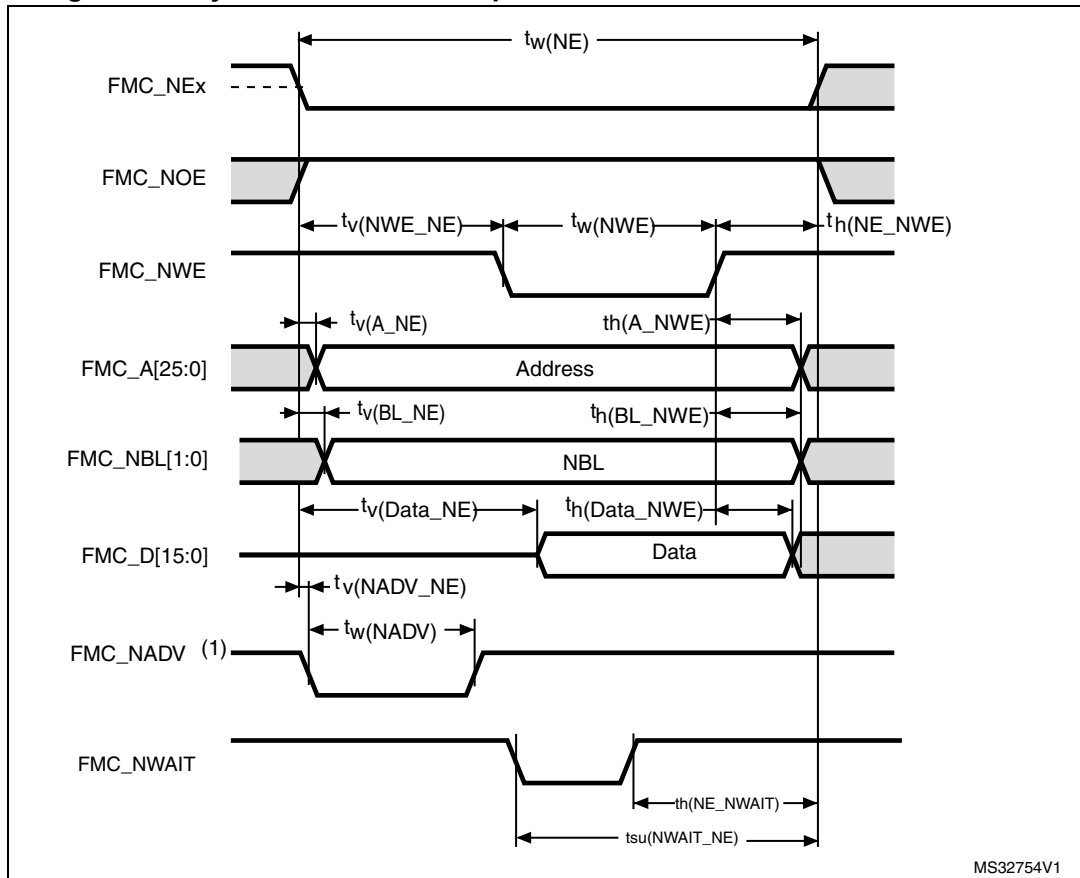 tw(NE)
FMC_NEx
FMC_NOE
tv(NWE_NE) tw(NWE) th(NE_NWE)
FMC_NWE
tv(A_NE) th(A_NWE)
FMC_A[25:0] Address
tv(BL_NE) th(BL_NWE)
FMC_NBL[1:0] NBL
tv(Data_NE) th(Data_NWE)
FMC_D[15:0] Data
tv(NADV_NE)
tw(NADV)
FMC_NADV (1)
FMC_NWAIT
th(NE_NWAIT)
tsu(NWAIT_NE)
MS32754V1